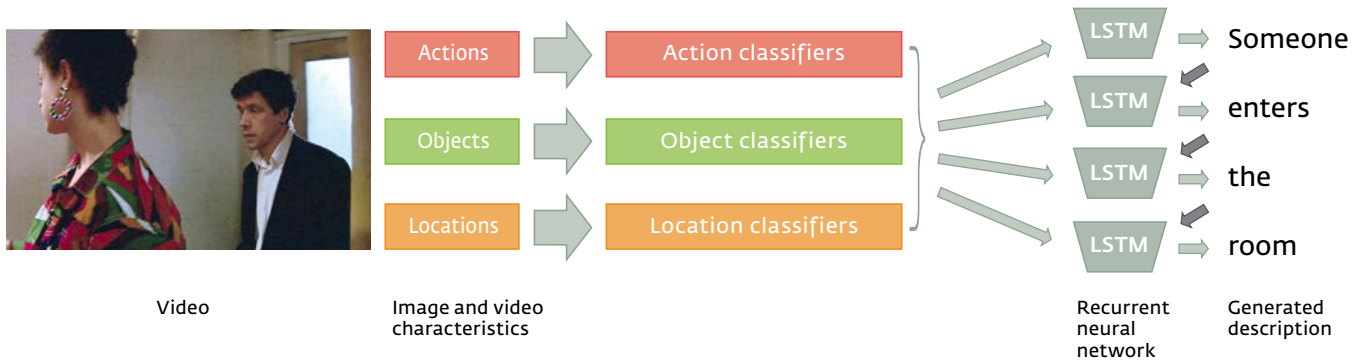 Actions
Action classifiers
Objects
Object classifiers
Locations
Location classifiers
LSTM
Someone
LSTM
enters
LSTM
the
LSTM
room
Video
Image and video
characteristics
Recurrent
neural
network
Generated
description